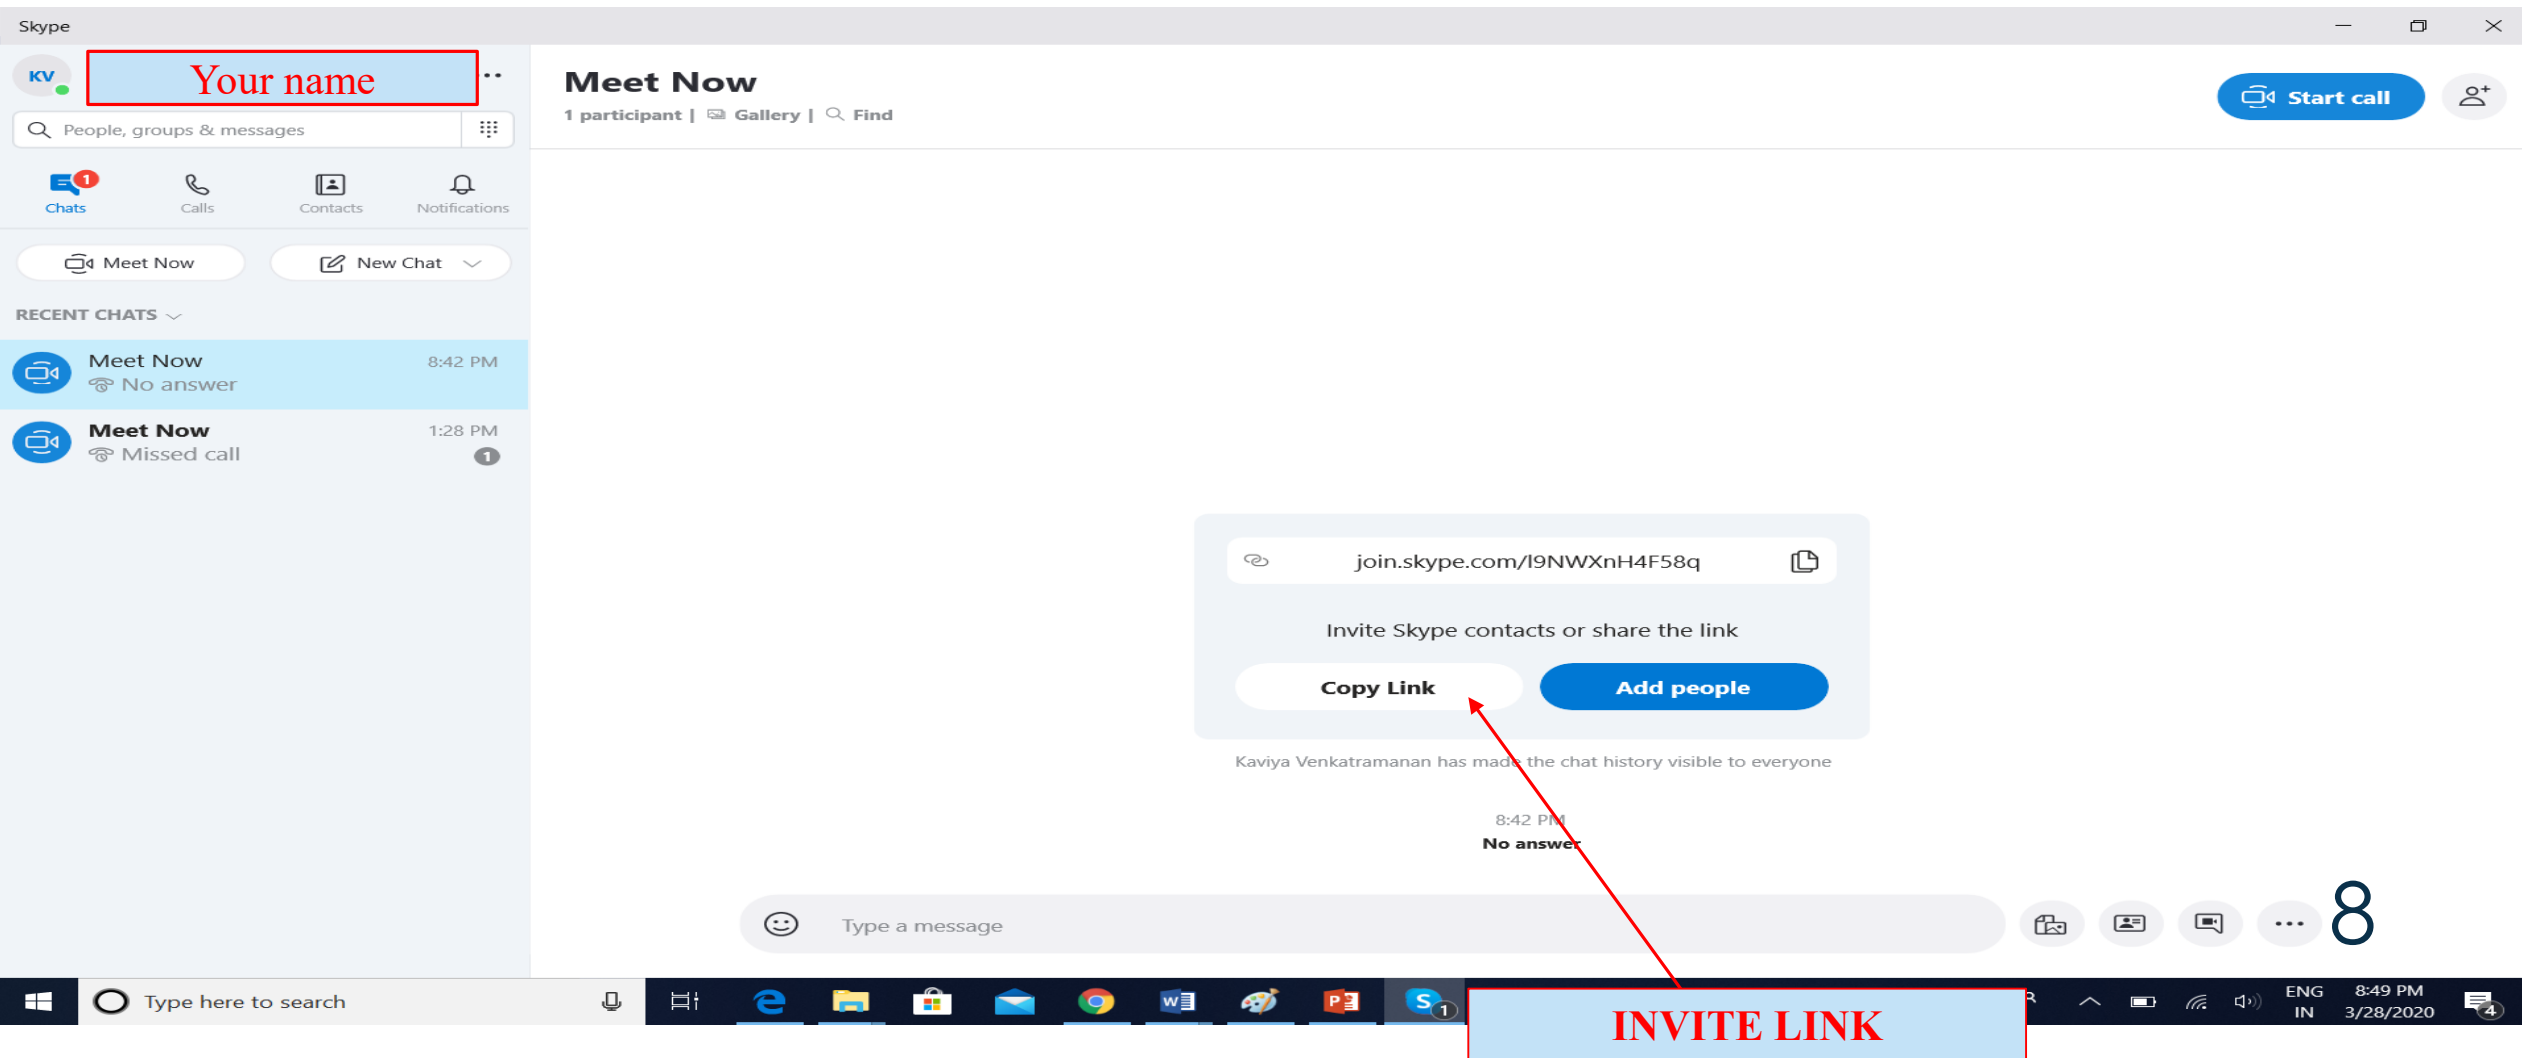 Skype
KV
Your name
People, groups & messages
1
Chats
Calls
Contacts
Notifications
Meet Now
New Chat
RECENT CHATS
Meet Now
8:42 PM
No answer
Meet Now
1:28 PM
Missed call
1
Meet Now
1 participant | Gallery | Find
Start call
join.skype.com/l9NWXnH4F58q
Invite Skype contacts or share the link
Copy Link
Add people
Kaviya Venkatramanan has made the chat history visible to everyone
8:42 PM
No answer
Type a message
8
Type here to search
1
INVITE LINK
ENG
IN
8:49 PM
3/28/2020
4